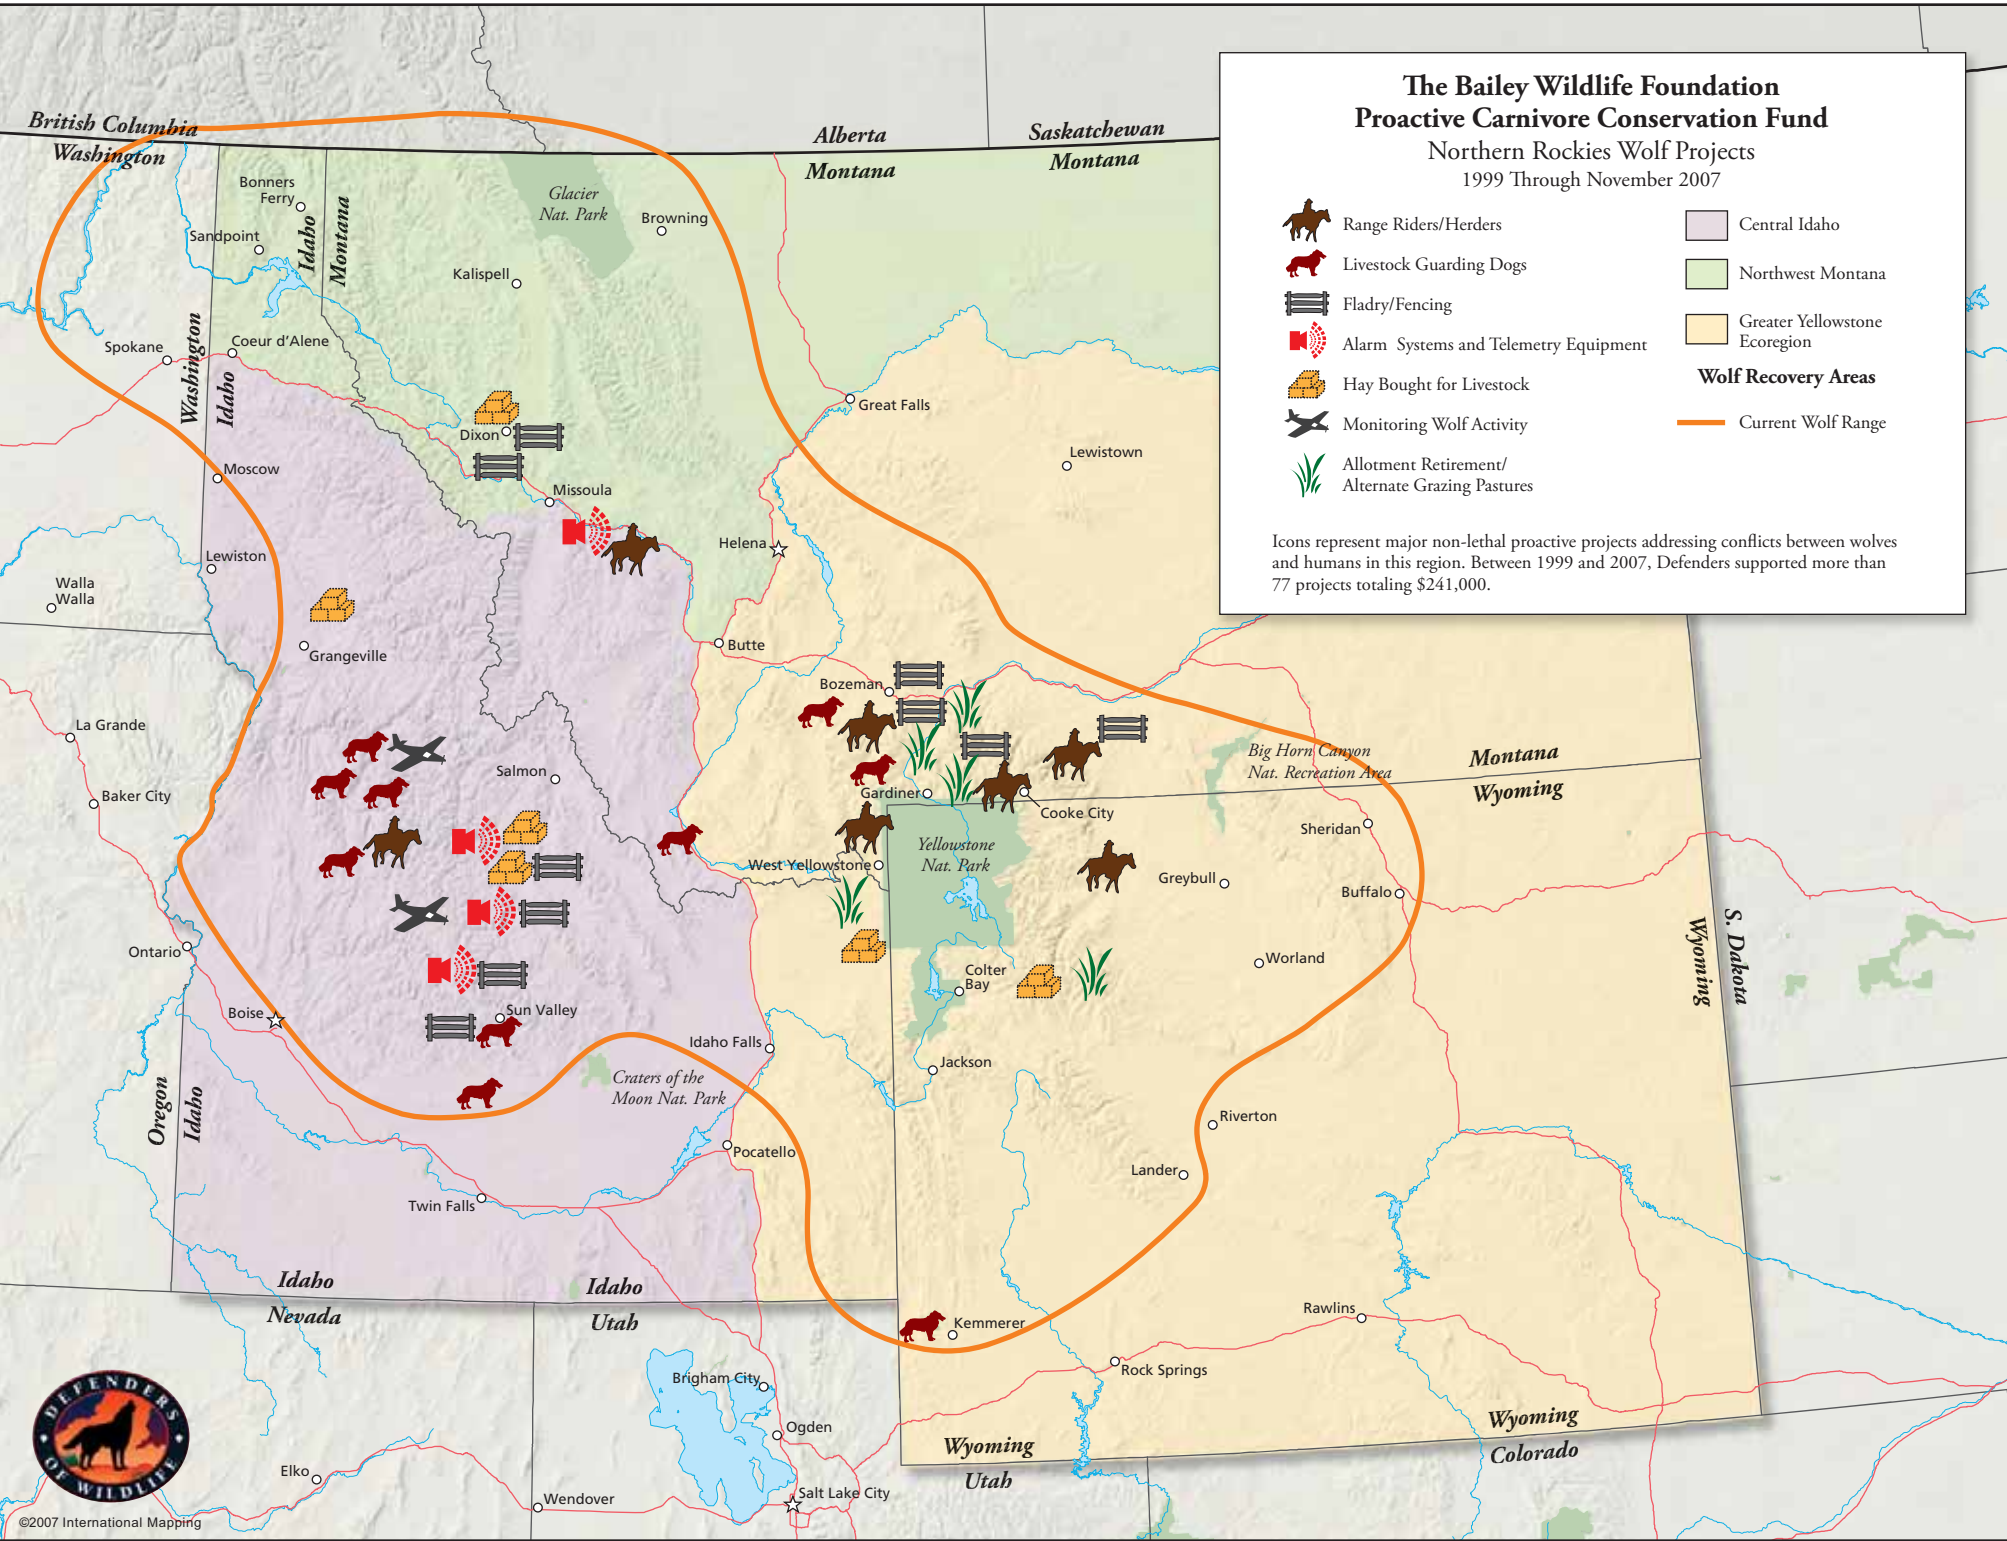 The Bailey Wildlife Foundation
Proactive Carnivore Conservation Fund
Northern Rockies Wolf Projects
1999 Through November 2007
Range Riders/Herders
Livestock Guarding Dogs
Fladry/Fencing
Alarm Systems and Telemetry Equipment
Hay Bought for Livestock
Monitoring Wolf Activity
Allotment Retirement/
Alternate Grazing Pastures
Central Idaho
Northwest Montana
Greater Yellowstone
Ecoregion
Wolf Recovery Areas
Current Wolf Range
Icons represent major non-lethal proactive projects addressing conflicts between wolves
and humans in this region. Between 1999 and 2007, Defenders supported more than
77 projects totaling $241,000.
British Columbia
Washington
Alberta
Montana
Saskatchewan
Montana
Bonners
Ferry
Sandpoint
Idaho
Montana
Glacier
Nat. Park
Browning
Kalispell
Spokane
Washington
Idaho
Coeur d'Alene
Great Falls
Dixon
Lewistown
Moscow
Missoula
Helena
Lewiston
Walla
Walla
Grangeville
Butte
Bozeman
La Grande
Salmon
Baker City
Gardiner
Cooke City
Big Horn Canyon
Nat. Recreation Area
Montana
Wyoming
Sheridan
Yellowstone
Nat. Park
West Yellowstone
Greybull
Buffalo
Ontario
Worland
Wyoming
S. Dakota
Colter
Bay
Boise
Sun Valley
Idaho Falls
Jackson
Craters of the
Moon Nat. Park
Oregon
Idaho
Riverton
Pocatello
Lander
Twin Falls
Idaho
Nevada
Idaho
Utah
Kemmerer
Rawlins
Rock Springs
Brigham City
Ogden
Wyoming
Utah
Wyoming
Colorado
Elko
Wendover
Salt Lake City
DEFENDERS
OF WILDLIFE
©2007 International Mapping